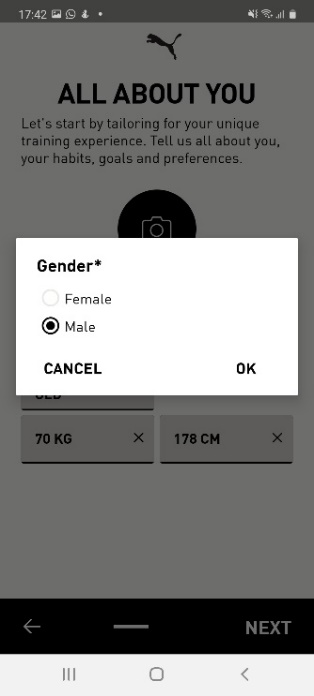 17:42
ALL ABOUT YOU
Let's start by tailoring for your unique
training experience. Tell us all about you,
your habits, goals and preferences.
Gender*
Female
Male
CANCEL
OK
70 KG
178 CM
NEXT